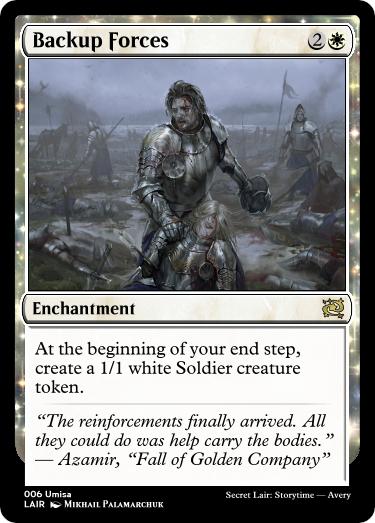 Backup Forces 2
Enchantment
At the beginning of your end step,
create a 1/1 white Soldier creature
token.
“The reinforcements finally arrived. All
they could do was help carry the bodies.”
— Azamir, “Fall of Golden Company”
006 Umisa
LAIR Mikhail Palamarchuk
Secret Lair: Storytime — Avery